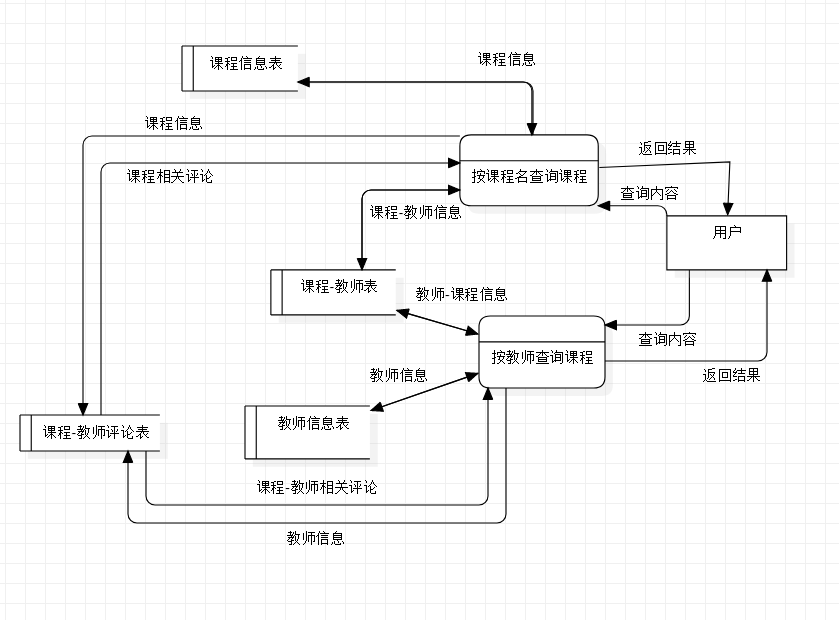 课程信息
课程信息表
课程信息
返回结果
课程相关评论
按课程名查询课程
查询内容
课程-教师信息
用户
课程-教师表
教师-课程信息
查询内容
按教师查询课程
教师信息
返回结果
教师信息表
课程-教师评论表
课程-教师相关评论
教师信息